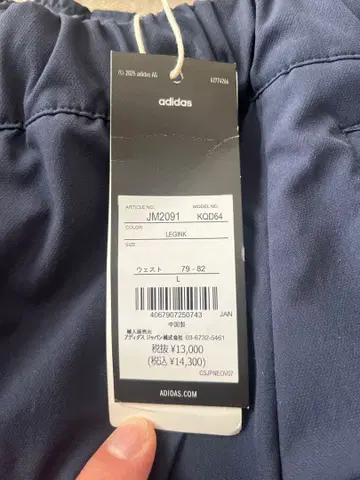 (C) 2025 adidas AG
adidas
ARTICLE NO. MODEL NO.
JM2091 KQD64
COLOR
LEGINK
SIZE
ウェスト 79 - 82
L
4067907250743 JAN
中国製
輸入販売元
アディダス ジャパン株式会社 03-6732-5461
税抜 ¥13,000
(税込 ¥14,300)
CSJPNEOV07
ADIDAS.COM